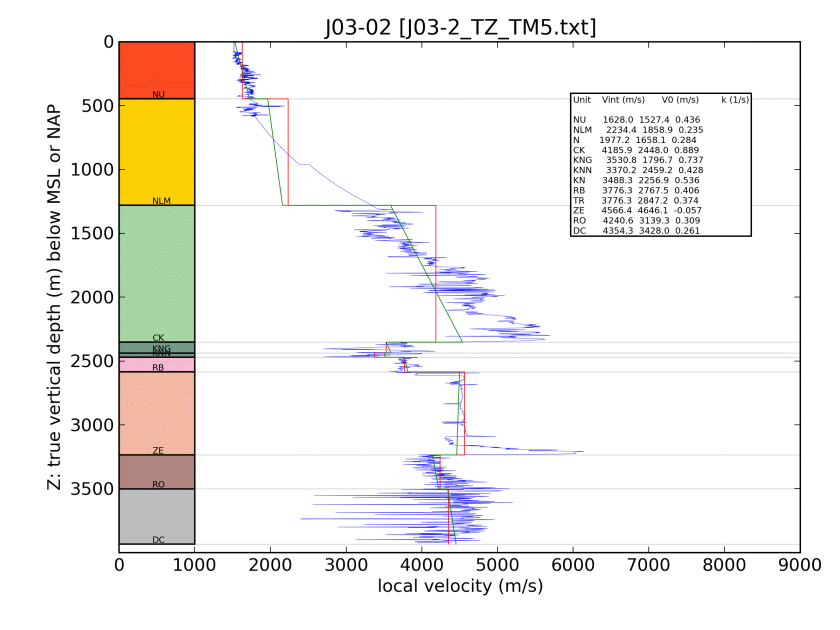 J03-02 [J03-2_TZ_TM5.txt]
Z: true vertical depth (m) below MSL or NAP
0
500
1000
1500
2000
2500
3000
3500
NU
NLM
CK
KNG
KNN
RB
ZE
RO
DC
Unit Vint (m/s) V0 (m/s) k (1/s)
NU 1628.0 1527.4 0.436
NLM 2234.4 1858.9 0.235
N 1977.2 1658.1 0.284
CK 4185.9 2448.0 0.889
KNG 3530.8 1796.7 0.737
KNN 3370.2 2459.2 0.428
KN 3488.3 2256.9 0.536
RB 3776.3 2767.5 0.406
TR 3776.3 2847.2 0.374
ZE 4566.4 4646.1 -0.057
RO 4240.6 3139.3 0.309
DC 4354.3 3428.0 0.261
0 1000 2000 3000 4000 5000 6000 7000 8000 9000
local velocity (m/s)